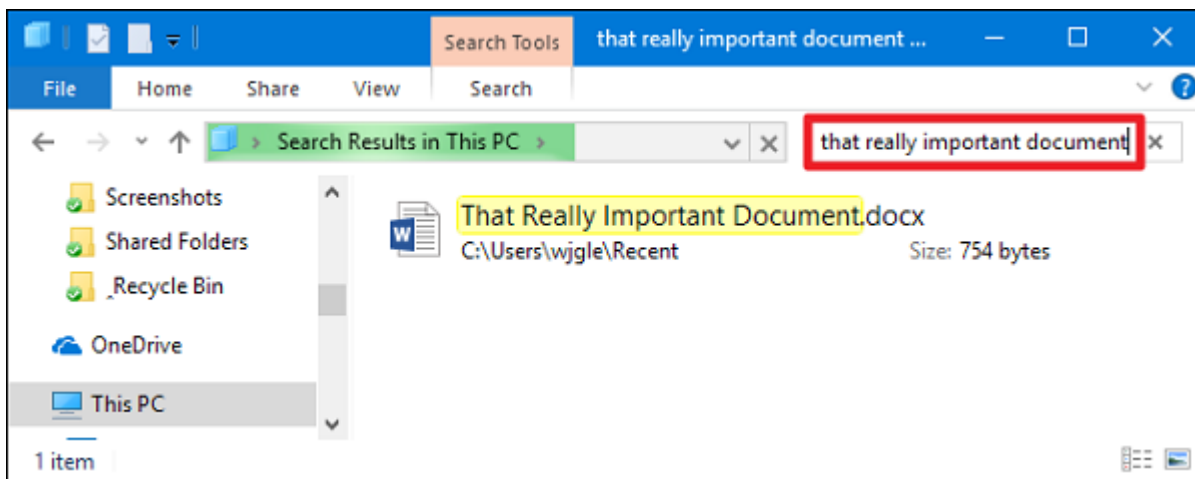 Search Tools
that really important document ...
File Home Share View Search
Search Results in This PC
that really important document
Screenshots
Shared Folders
_Recycle Bin
OneDrive
This PC
That Really Important Document.docx
C:\Users\wjgle\Recent Size: 754 bytes
1 item